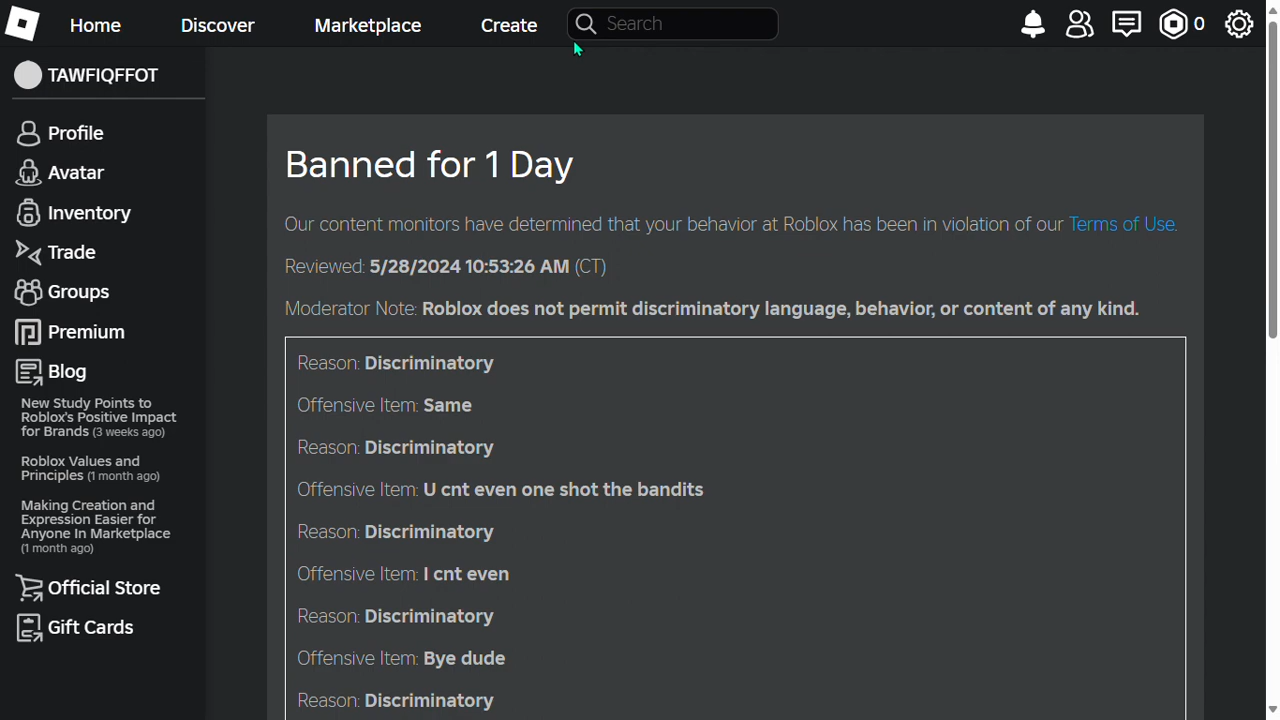 Home
Discover
Marketplace
Create
Search
0
TAWFIQFFOT
Profile
Avatar
Inventory
Trade
Groups
Premium
Blog
New Study Points to
Roblox's Positive Impact
for Brands (3 weeks ago)
Roblox Values and
Principles (1 month ago)
Making Creation and
Expression Easier for
Anyone In Marketplace
(1 month ago)
Official Store
Gift Cards
Banned for 1 Day
Our content monitors have determined that your behavior at Roblox has been in violation of our Terms of Use.
Reviewed: 5/28/2024 10:53:26 AM (CT)
Moderator Note: Roblox does not permit discriminatory language, behavior, or content of any kind.
Reason: Discriminatory
Offensive Item: Same
Reason: Discriminatory
Offensive Item: U cnt even one shot the bandits
Reason: Discriminatory
Offensive Item: I cnt even
Reason: Discriminatory
Offensive Item: Bye dude
Reason: Discriminatory